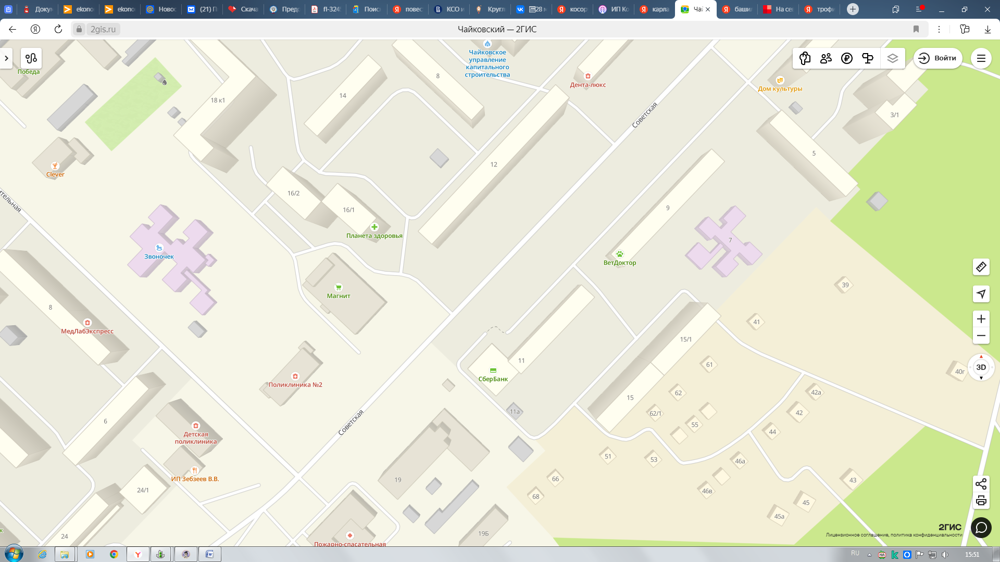 Докум
ekono
ekono
Новос
(21) П
Скача
Предс
fl-324
Поис
повес
КСО и
Кругл
28 м
косор
ИП Ко
карла
Чай
башк
На се
трофи
2gis.ru
Чайковский — 2ГИС
Войти
Победа
Чайковское
управление
капитального
строительства
Дента-люкс
Дом культуры
8
14
18 к1
3/1
Советская
5
12
Clever
16/2
16/1
9
Планета здоровья
7
Звоночек
ВетДоктор
Магнит
39
8
МедЛабЭкспресс
41
15/1
11
61
40г
3D
СберБанк
Поликлиника №2
62
42а
15
11а
62/1
42
55
44
6
Советская
Детская
поликлиника
51
53
46а
ИП Зебзеев В.В.
19
66
43
24/1
46в
68
45
45а
24
19Б
2ГИС
Лицензионное соглашение, политика конфиденциальности
Пожарно-спасательная
RU
15:51